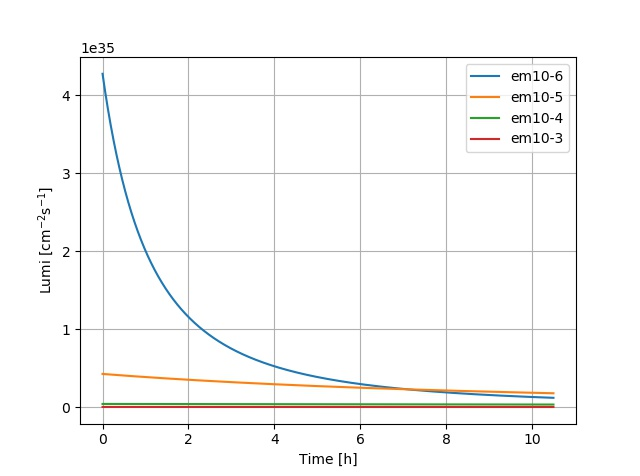 1e35
4
3
2
1
0
Lumi [cm⁻²s⁻¹]
em10-6
em10-5
em10-4
em10-3
0 2 4 6 8 10
Time [h]